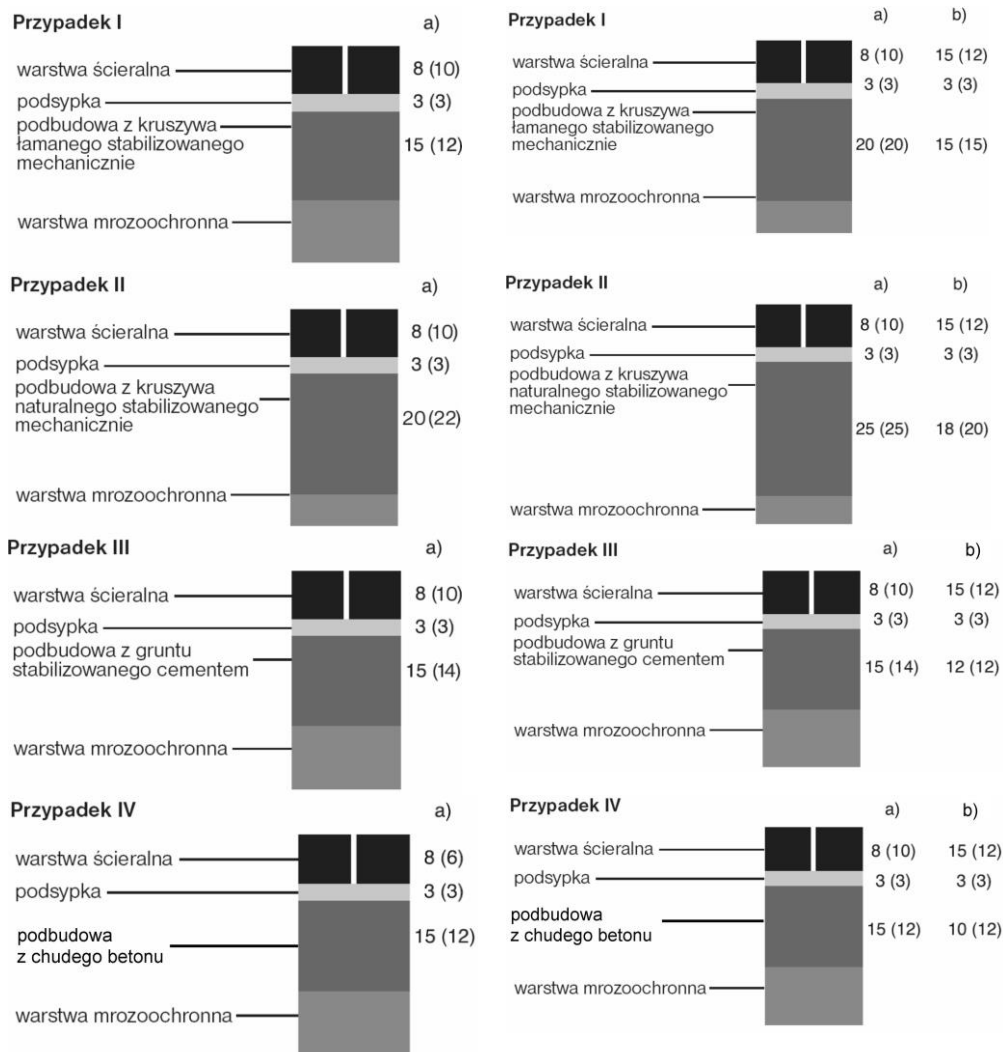 Przypadek I a)
warstwa ścieralna 8 (10)
podsypka 3 (3)
podbudowa z kruszywa
łamanego stabilizowanego 15 (12)
mechanicznie
warstwa mrozoochronna
Przypadek II a)
warstwa ścieralna 8 (10)
podsypka 3 (3)
podbudowa z kruszywa
naturalnego stabilizowanego
mechanicznie 20 (22)
warstwa mrozoochronna
Przypadek III a)
warstwa ścieralna 8 (10)
podsypka 3 (3)
podbudowa z gruntu
stabilizowanego cementem 15 (14)
warstwa mrozoochronna
Przypadek IV a)
warstwa ścieralna 8 (6)
podsypka 3 (3)
podbudowa 15 (12)
z chudego betonu
warstwa mrozoochronna
Przypadek I a) b)
warstwa ścieralna 8 (10) 15 (12)
podsypka 3 (3) 3 (3)
podbudowa z kruszywa
łamanego stabilizowanego
mechanicznie 20 (20) 15 (15)
warstwa mrozoochronna
Przypadek II a) b)
warstwa ścieralna 8 (10) 15 (12)
podsypka 3 (3) 3 (3)
podbudowa z kruszywa
naturalnego stabilizowanego
mechanicznie
25 (25) 18 (20)
warstwa mrozoochronna
Przypadek III a) b)
warstwa ścieralna 8 (10) 15 (12)
podsypka 3 (3) 3 (3)
podbudowa z gruntu
stabilizowanego cementem 15 (14) 12 (12)
warstwa mrozoochronna
Przypadek IV a) b)
warstwa ścieralna 8 (10) 15 (12)
podsypka 3 (3) 3 (3)
podbudowa
z chudego betonu 15 (12) 10 (12)
warstwa mrozoochronna